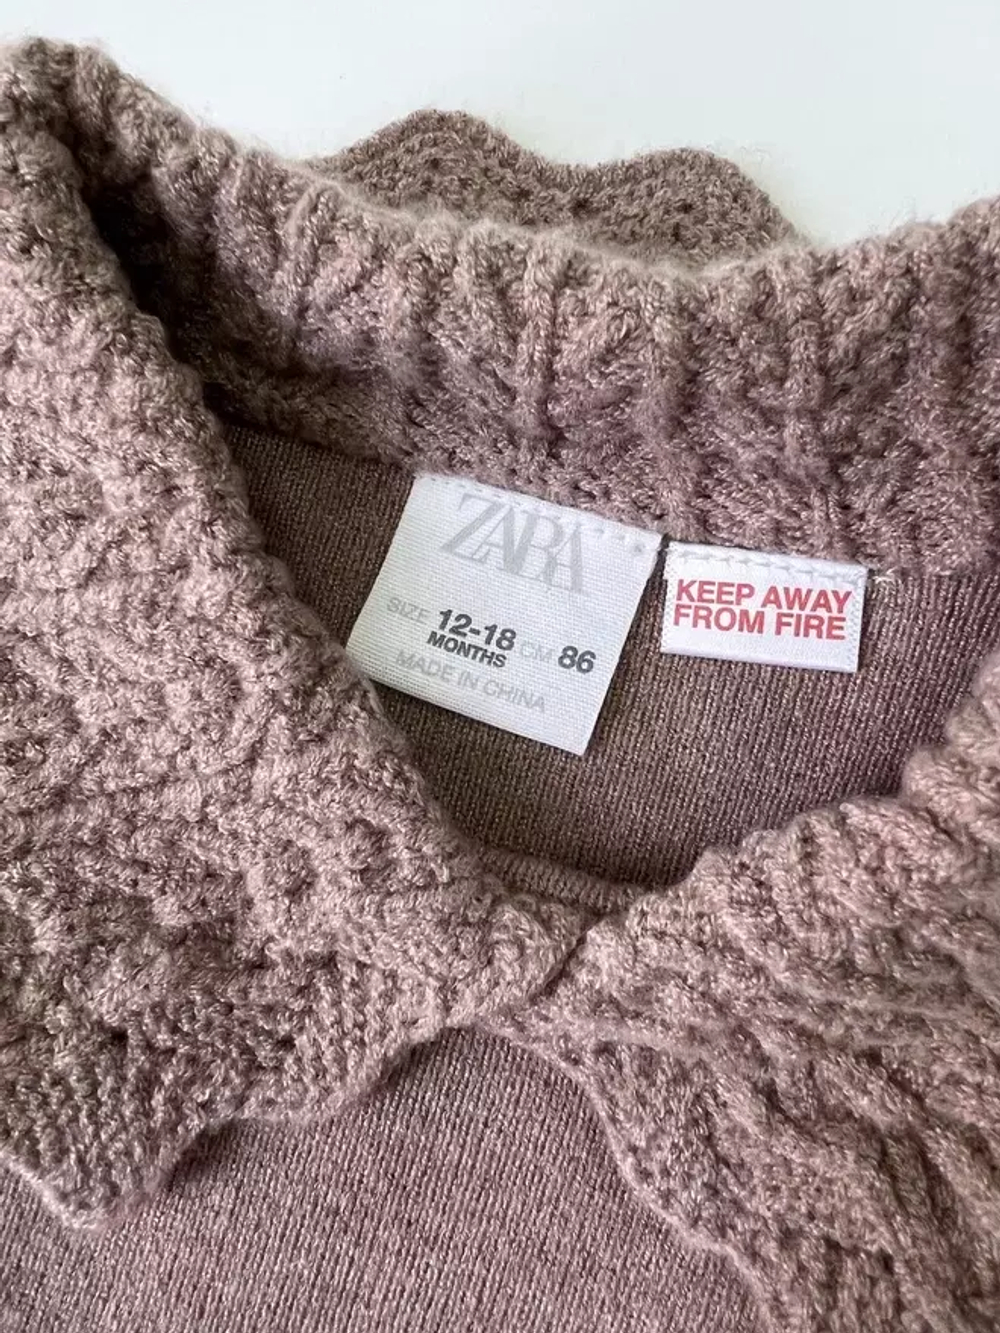 ZARA
SIZE 12-18 MONTHS CM 86
MADE IN CHINA
KEEP AWAY
FROM FIRE